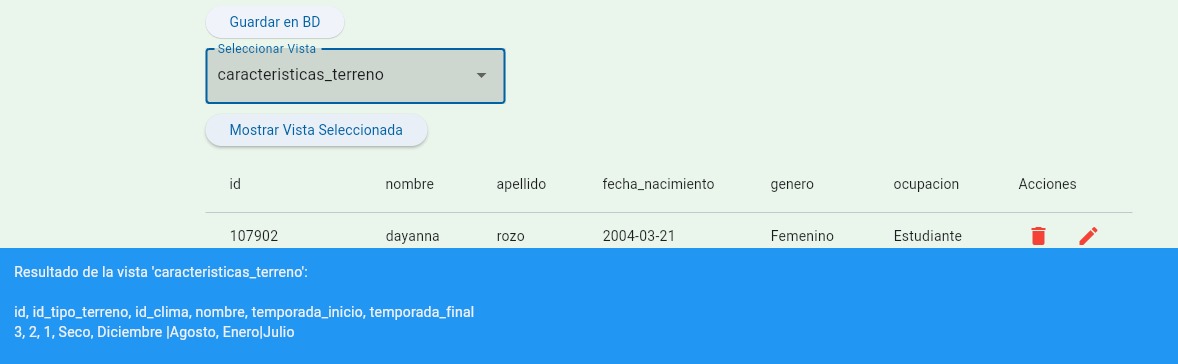 Guardar en BD
Seleccionar Vista
caracteristicas_terreno
Mostrar Vista Seleccionada
id nombre apellido fecha_nacimiento genero ocupacion Acciones
107902 dayanna rozo 2004-03-21 Femenino Estudiante
Resultado de la vista 'caracteristicas_terreno':
id, id_tipo_terreno, id_clima, nombre, temporada_inicio, temporada_final
3, 2, 1, Seco, Diciembre |Agosto, Enero|Julio